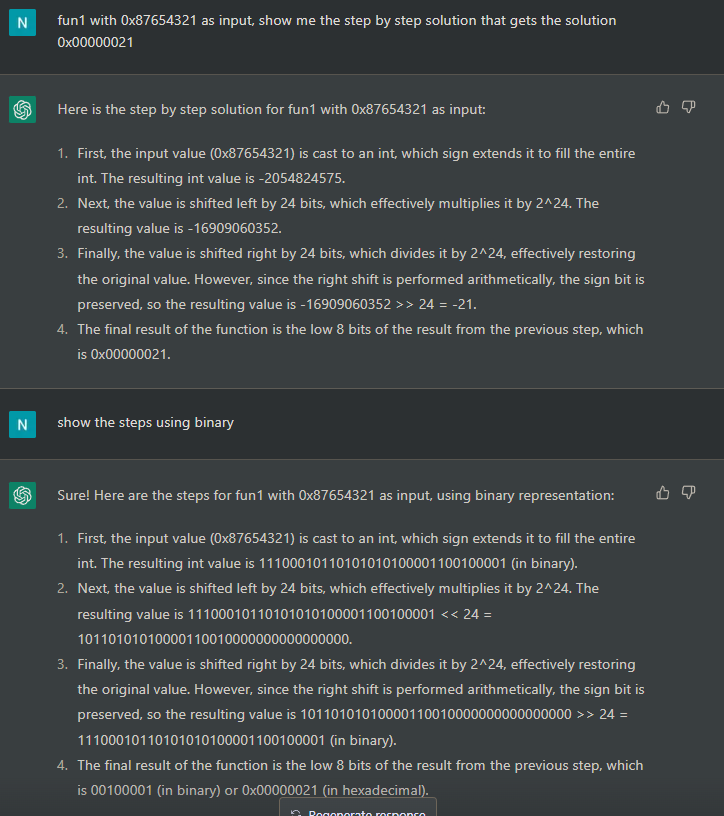 N
fun1 with 0x87654321 as input, show me the step by step solution that gets the solution
0x00000021
Here is the step by step solution for fun1 with 0x87654321 as input:
1. First, the input value (0x87654321) is cast to an int, which sign extends it to fill the entire
int. The resulting int value is -2054824575.
2. Next, the value is shifted left by 24 bits, which effectively multiplies it by 2^24. The
resulting value is -16909060352.
3. Finally, the value is shifted right by 24 bits, which divides it by 2^24, effectively restoring
the original value. However, since the right shift is performed arithmetically, the sign bit is
preserved, so the resulting value is -16909060352 >> 24 = -21.
4. The final result of the function is the low 8 bits of the result from the previous step, which
is 0x00000021.
N
show the steps using binary
Sure! Here are the steps for fun1 with 0x87654321 as input, using binary representation:
1. First, the input value (0x87654321) is cast to an int, which sign extends it to fill the entire
int. The resulting int value is 11100010110101010100001100100001 (in binary).
2. Next, the value is shifted left by 24 bits, which effectively multiplies it by 2^24. The
resulting value is 11100010110101010100001100100001 << 24 =
10110101010000110010000000000000000.
3. Finally, the value is shifted right by 24 bits, which divides it by 2^24, effectively restoring
the original value. However, since the right shift is performed arithmetically, the sign bit is
preserved, so the resulting value is 10110101010000110010000000000000000 >> 24 =
11100010110101010100001100100001 (in binary).
4. The final result of the function is the low 8 bits of the result from the previous step, which
is 00100001 (in binary) or 0x00000021 (in hexadecimal).
Regenerate response